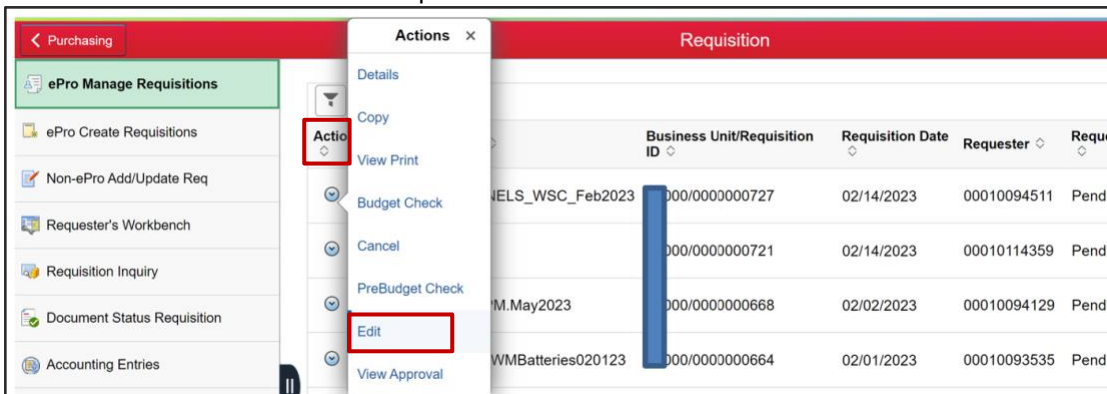 Purchasing
Actions ×
Requisition
ePro Manage Requisitions
ePro Create Requisitions
Non-ePro Add/Update Req
Requester's Workbench
Requisition Inquiry
Document Status Requisition
Accounting Entries
Details
Copy
View Print
Budget Check
Cancel
PreBudget Check
Edit
View Approval
Actio
Business Unit/Requisition
ID
Requisition Date
Requester
Reque
NELS_WSC_Feb2023 000/0000000727 02/14/2023 00010094511 Pend
000/0000000721 02/14/2023 00010114359 Pend
PM.May2023 000/0000000668 02/02/2023 00010094129 Pend
WMBatteries020123 000/0000000664 02/01/2023 00010093535 Pend